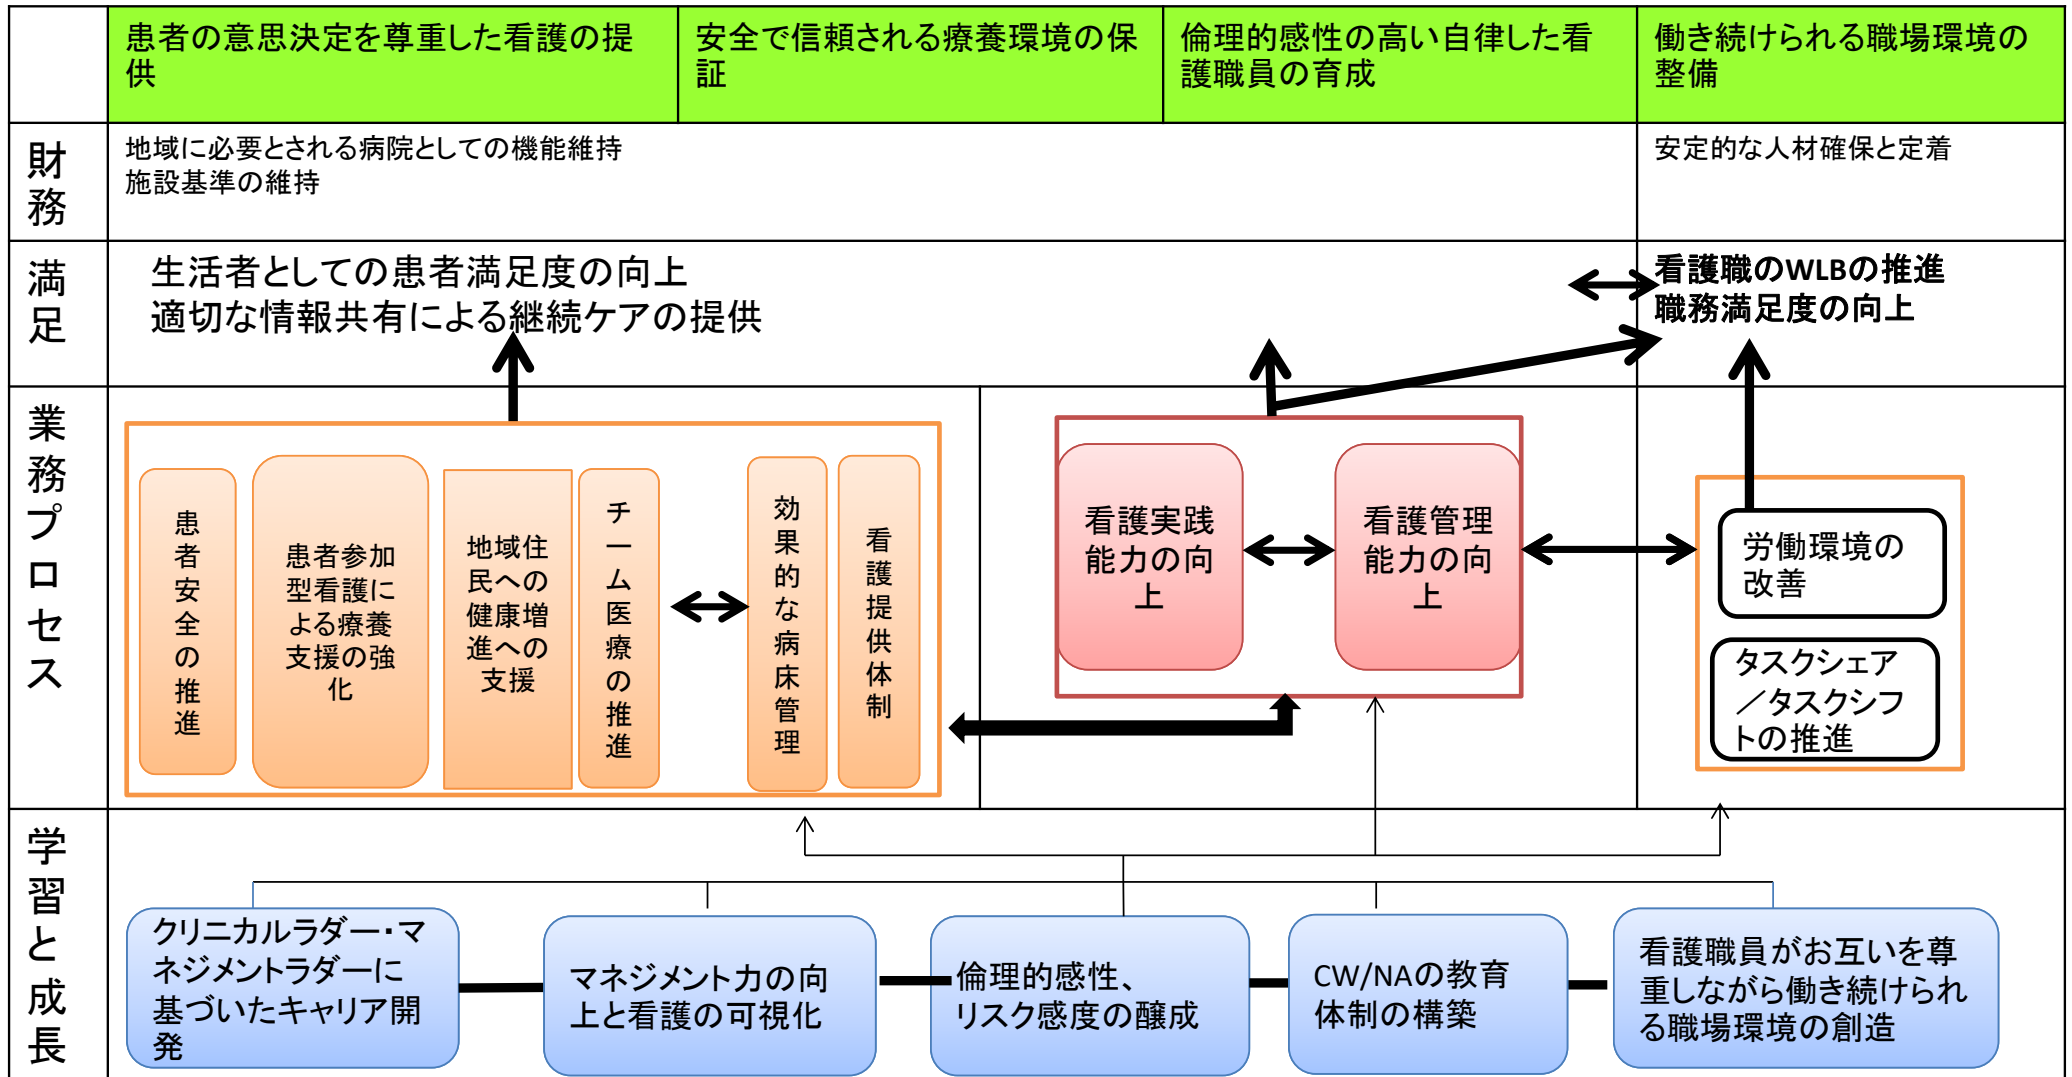 患者の意思決定を尊重した看護の提
供
安全で信頼される療養環境の保
証
倫理的感性の高い自律した看
護職員の育成
働き続けられる職場環境の
整備
財務
地域に必要とされる病院としての機能維持
施設基準の維持
安定的な人材確保と定着
満足
生活者としての患者満足度の向上
適切な情報共有による継続ケアの提供
看護職のWLBの推進
職務満足度の向上
業務プロセス
患者安全の推進
患者参加
型看護に
よる療養
支援の強
化
地域住
民への
健康増
進への
支援
チーム医療の推進
効果的な病床管理
看護提供体制
看護実践
能力の向
上
看護管理
能力の向
上
労働環境の
改善
タスクシェア
／タスクシフ
トの推進
学習と成長
クリニカルラダー・マ
ネジメントラダーに
基づいたキャリア開
発
マネジメント力の向
上と看護の可視化
倫理的感性、
リスク感度の醸成
CW/NAの教育
体制の構築
看護職員がお互いを尊
重しながら働き続けられ
る職場環境の創造